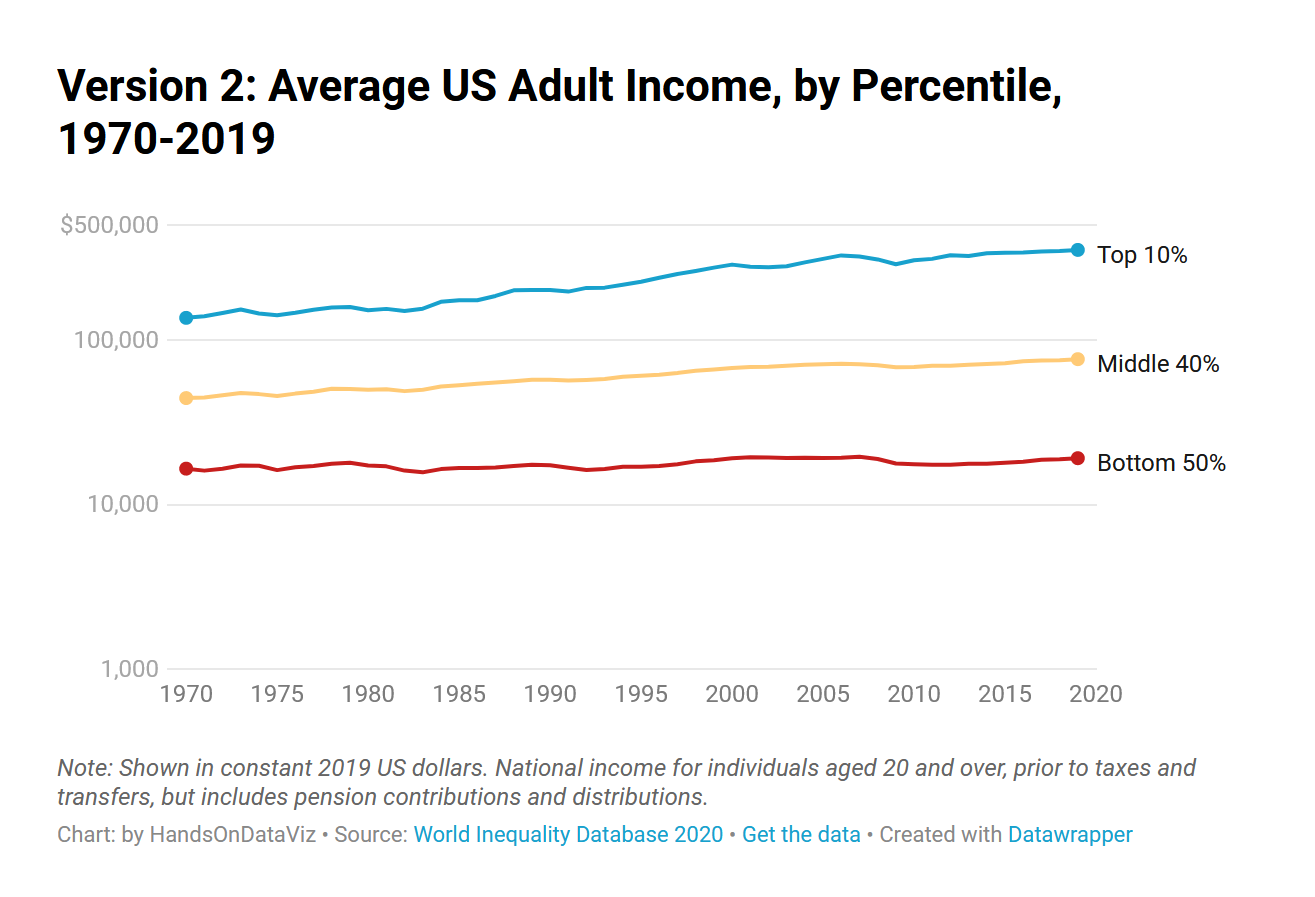 Version 2: Average US Adult Income, by Percentile,
1970-2019
$500,000
Top 10%
100,000
Middle 40%
Bottom 50%
10,000
1,000
1970 1975 1980 1985 1990 1995 2000 2005 2010 2015 2020
Note: Shown in constant 2019 US dollars. National income for individuals aged 20 and over, prior to taxes and
transfers, but includes pension contributions and distributions.
Chart: by HandsOnDataViz • Source: World Inequality Database 2020 • Get the data • Created with Datawrapper